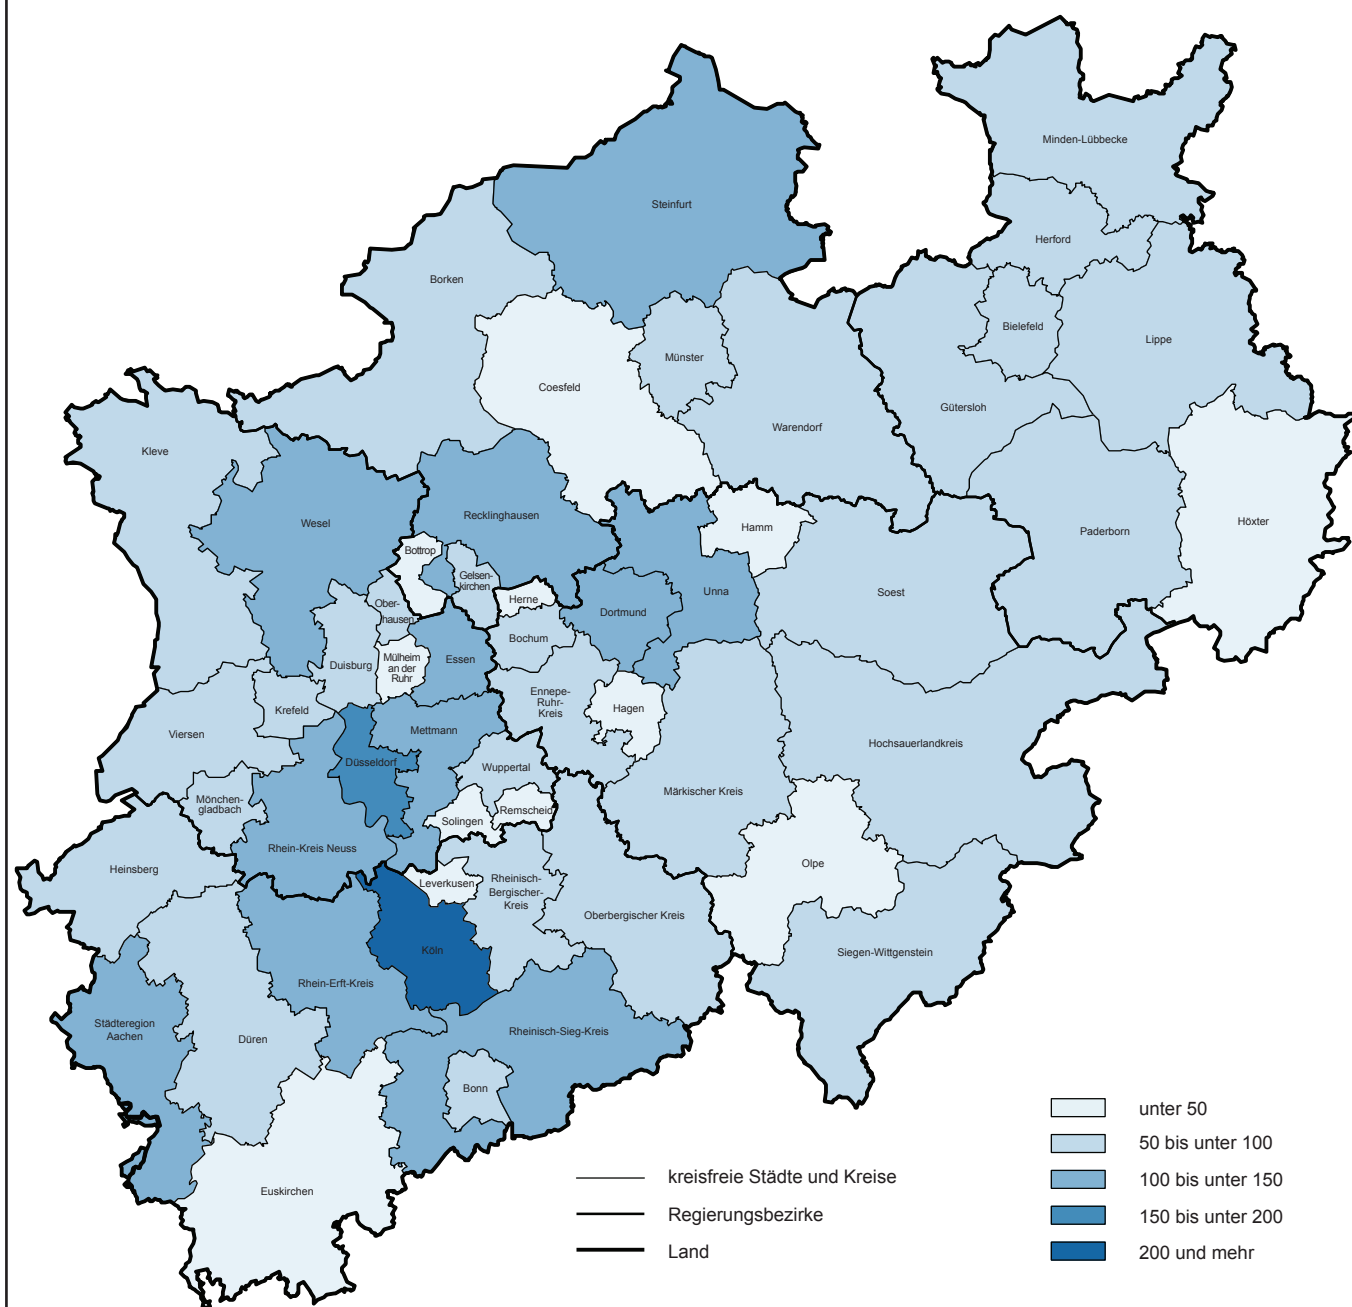 Minden-Lübbecke
Steinfurt
Herford
Borken
Bielefeld
Lippe
Münster
Coesfeld
Gütersloh
Warendorf
Kleve
Recklinghausen
Wesel
Hamm
Höxter
Paderborn
Bottrop
Gelsen-
kirchen
Unna
Soest
Herne
Ober-
hausen
Dortmund
Bochum
Mülheim
an der
Ruhr
Essen
Duisburg
Ennepe-
Ruhr-
Kreis
Hagen
Krefeld
Mettmann
Viersen
Hochsauerlandkreis
Düsseldorf
Wuppertal
Märkischer Kreis
Mönchen-
gladbach
Remscheid
Solingen
Rhein-Kreis Neuss
Olpe
Heinsberg
Leverkusen
Rheinisch-
Bergischer-
Kreis
Oberbergischer Kreis
Köln
Siegen-Wittgenstein
Rhein-Erft-Kreis
Städteregion
Aachen
Düren
Rheinisch-Sieg-Kreis
Bonn
Euskirchen
kreisfreie Städte und Kreise
Regierungsbezirke
Land
unter 50
50 bis unter 100
100 bis unter 150
150 bis unter 200
200 und mehr